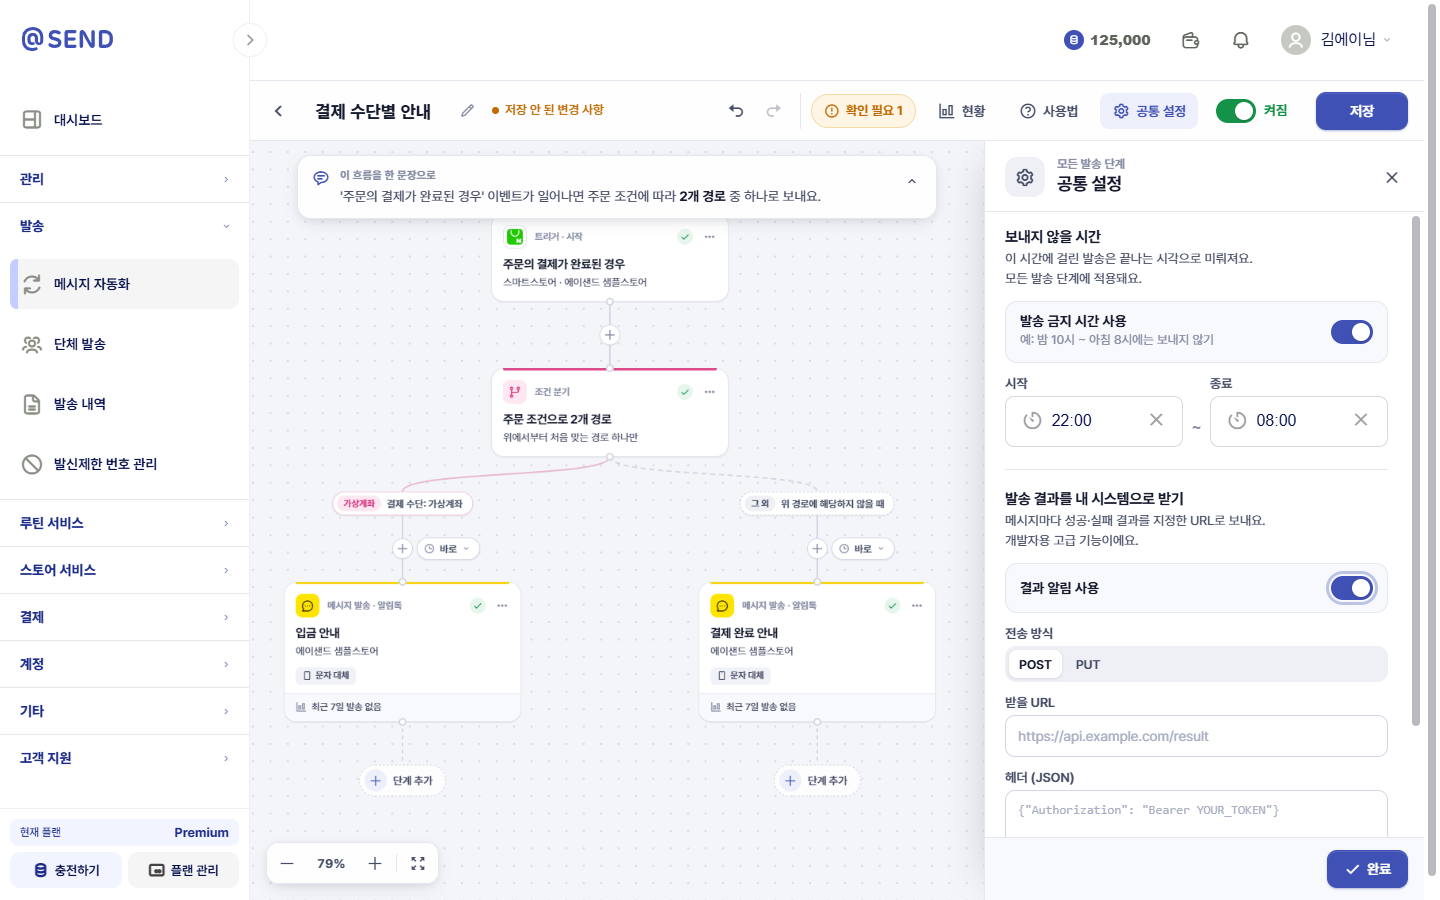 @SEND
대시보드
관리
발송
메시지 자동화
단체 발송
발송 내역
발신제한 번호 관리
루틴 서비스
스토어 서비스
결제
계정
기타
고객 지원
현재 플랜
Premium
충전하기
플랜 관리
125,000
김에이님
결제 수단별 안내
저장 안 된 변경 사항
확인 필요 1
현황
사용법
공통 설정
켜짐
저장
이 흐름을 한 문장으로
'주문의 결제가 완료된 경우' 이벤트가 일어나면 주문 조건에 따라 2개 경로 중 하나로 보내요.
트리거 · 시작
주문의 결제가 완료된 경우
스마트스토어 · 에이샌드 샘플스토어
조건 분기
주문 조건으로 2개 경로
위에서부터 처음 맞는 경로 하나만
가상계좌
결제 수단: 가상계좌
그 외
위 경로에 해당하지 않을 때
바로
바로
메시지 발송 · 알림톡
입금 안내
에이샌드 샘플스토어
문자 대체
최근 7일 발송 없음
메시지 발송 · 알림톡
결제 완료 안내
에이샌드 샘플스토어
문자 대체
최근 7일 발송 없음
단계 추가
단계 추가
79%
모든 발송 단계
공통 설정
보내지 않을 시간
이 시간에 걸린 발송은 끝나는 시각으로 미뤄져요.
모든 발송 단계에 적용돼요.
발송 금지 시간 사용
예: 밤 10시 ~ 아침 8시에는 보내지 않기
시작
종료
22:00
~
08:00
발송 결과를 내 시스템으로 받기
메시지마다 성공·실패 결과를 지정한 URL로 보내요.
개발자용 고급 기능이에요.
결과 알림 사용
전송 방식
POST
PUT
받을 URL
https://api.example.com/result
헤더 (JSON)
{"Authorization": "Bearer YOUR_TOKEN"}
완료